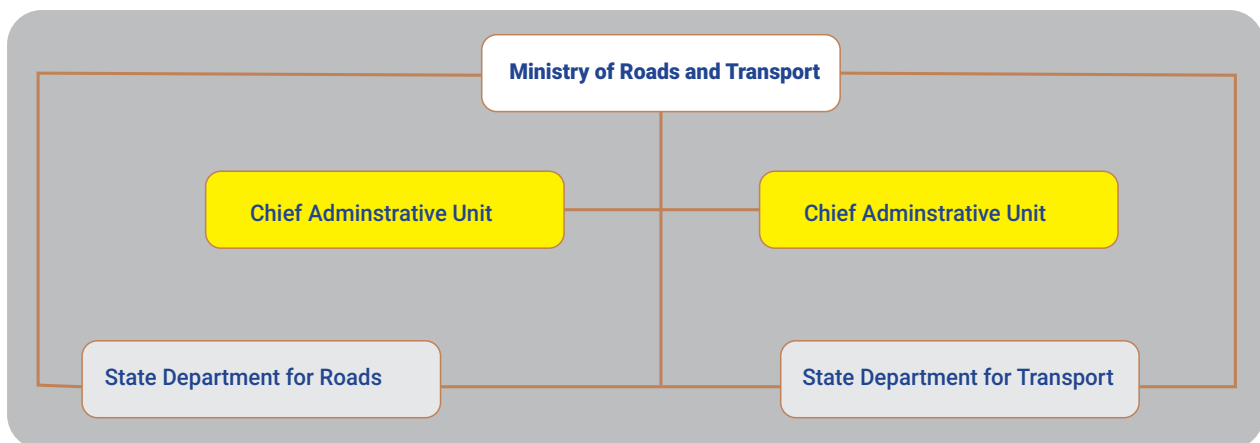 Ministry of Roads and Transport
Chief Adminstrative Unit
Chief Adminstrative Unit
State Department for Roads
State Department for Transport